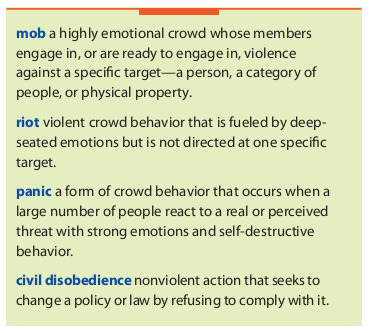 mob a highly emotional crowd whose members
engage in, or are ready to engage in, violence
against a specific target—a person, a category of
people, or physical property.
riot violent crowd behavior that is fueled by deep-
seated emotions but is not directed at one specific
target.
panic a form of crowd behavior that occurs when a
large number of people react to a real or perceived
threat with strong emotions and self-destructive
behavior.
civil disobedience nonviolent action that seeks to
change a policy or law by refusing to comply with it.